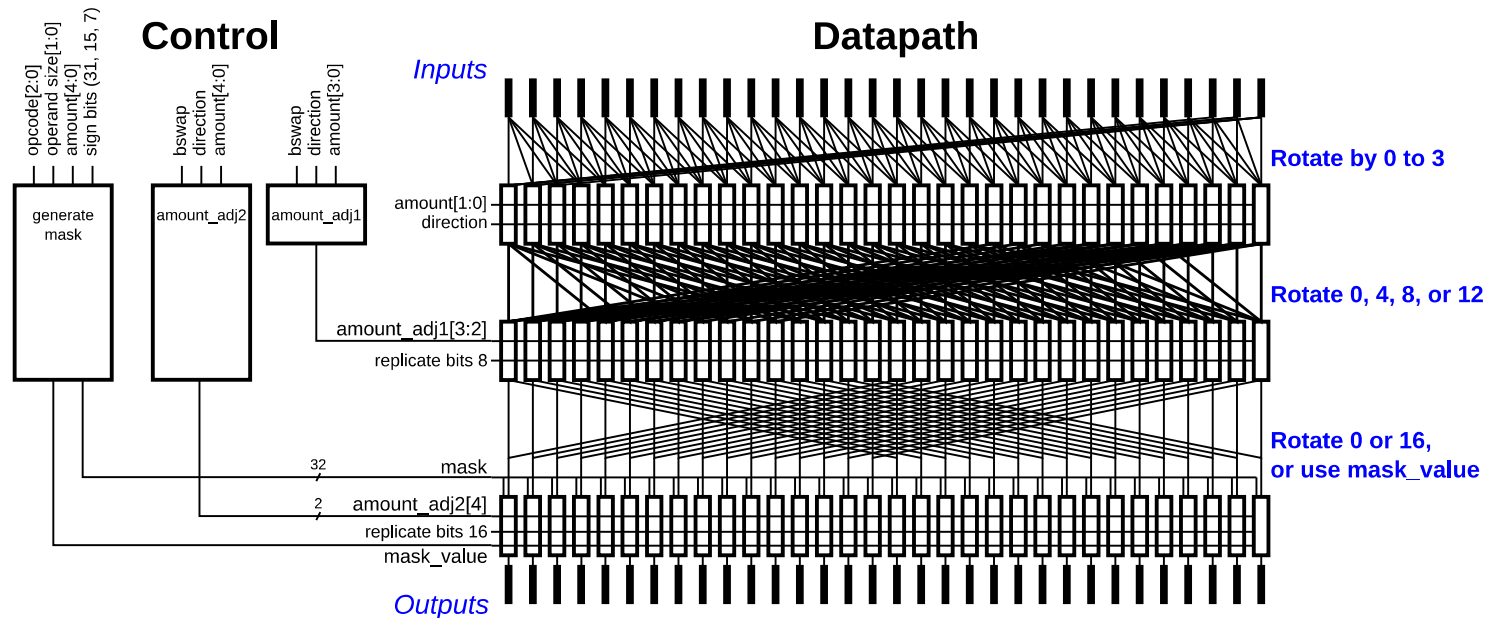 Control
Datapath
opcode[2:0]
operand size[1:0]
amount[4:0]
sign bits (31, 15, 7)
bswap
direction
amount[4:0]
bswap
direction
amount[3:0]
Inputs
Rotate by 0 to 3
generate
mask
amount_adj2
amount_adj1
amount[1:0]
direction
Rotate 0, 4, 8, or 12
amount_adj1[3:2]
replicate bits 8
Rotate 0 or 16,
or use mask_value
32
mask
2
amount_adj2[4]
replicate bits 16
mask_value
Outputs